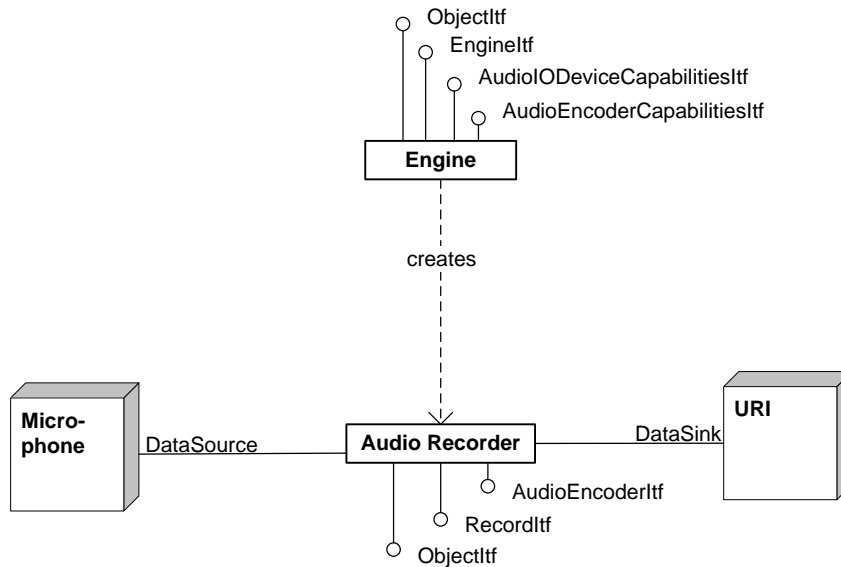 ObjectItf
EngineItf
AudioIODeviceCapabilitiesItf
AudioEncoderCapabilitiesItf
Engine
creates
Micro-
phone
DataSource
Audio Recorder
DataSink
URI
AudioEncoderItf
RecordItf
ObjectItf